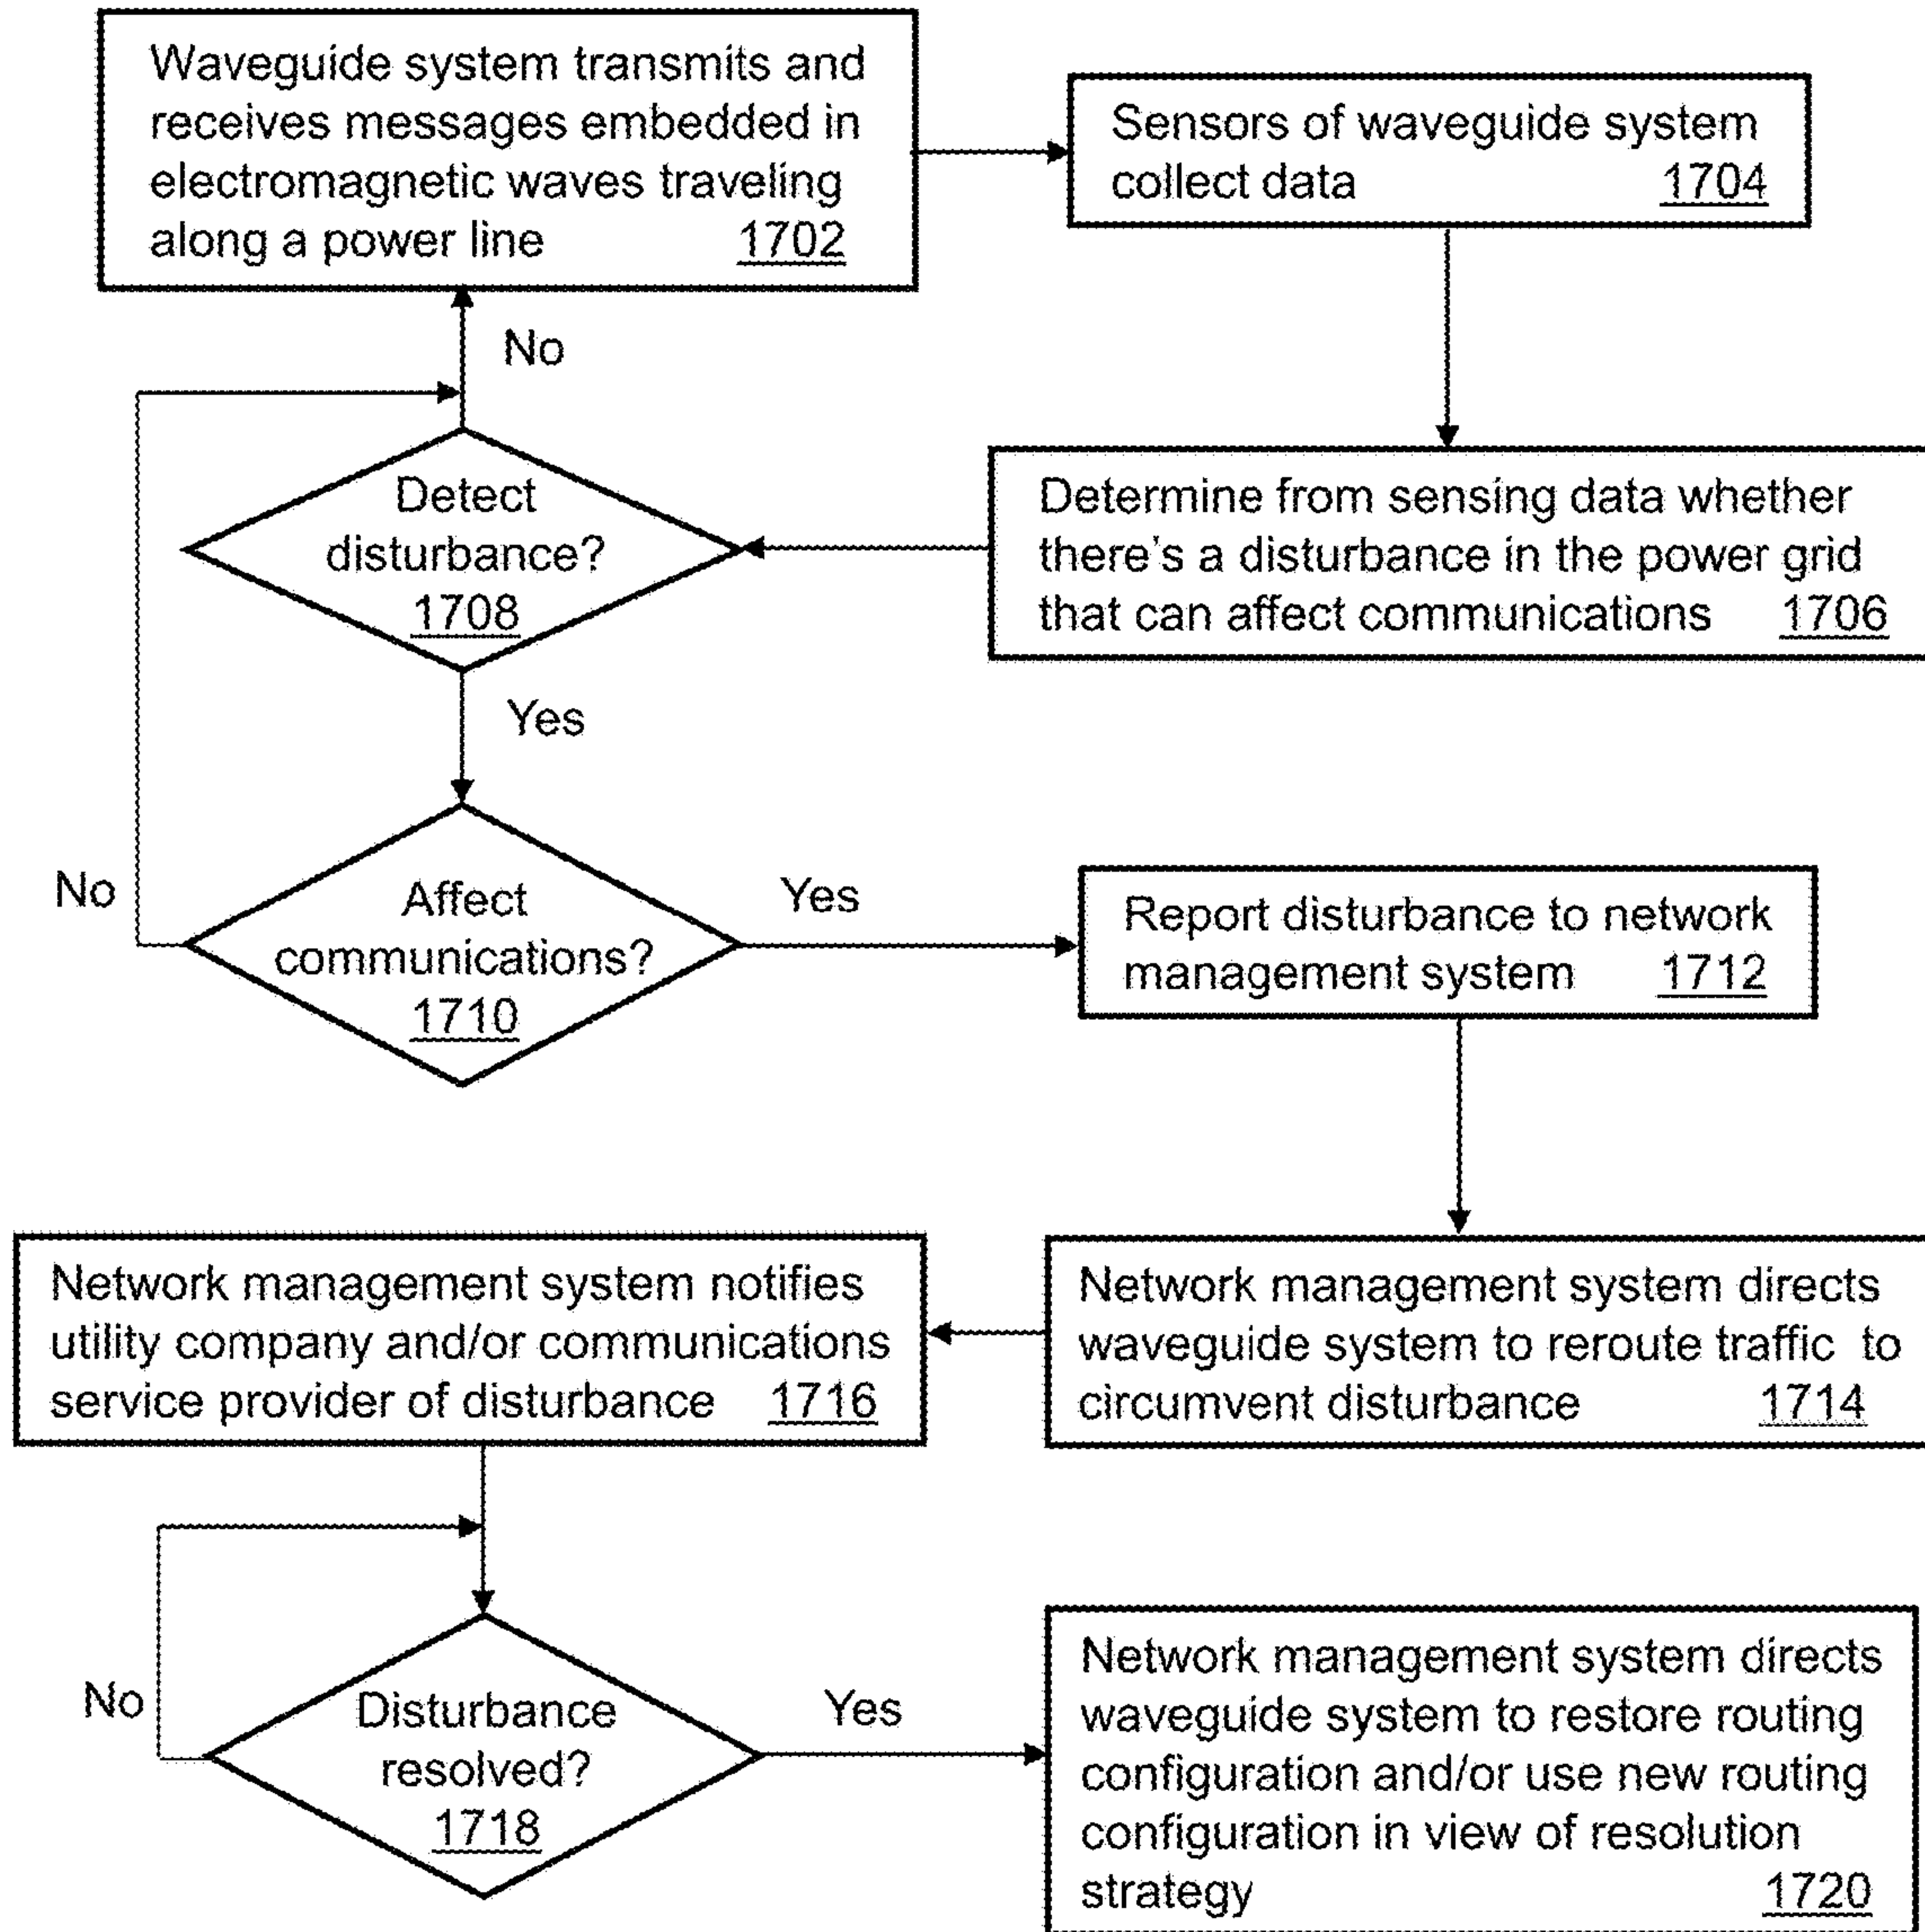 Waveguide system transmits and
receives messages embedded in
electromagnetic waves traveling
along a power line 1702
Sensors of waveguide system
collect data 1704
No
Detect
disturbance?
1708
Determine from sensing data whether
there's a disturbance in the power grid
that can affect communications 1706
Yes
No
Affect
communications?
1710
Yes
Report disturbance to network
management system 1712
Network management system notifies
utility company and/or communications
service provider of disturbance 1716
Network management system directs
waveguide system to reroute traffic to
circumvent disturbance 1714
No
Disturbance
resolved?
1718
Yes
Network management system directs
waveguide system to restore routing
configuration and/or use new routing
configuration in view of resolution
strategy 1720